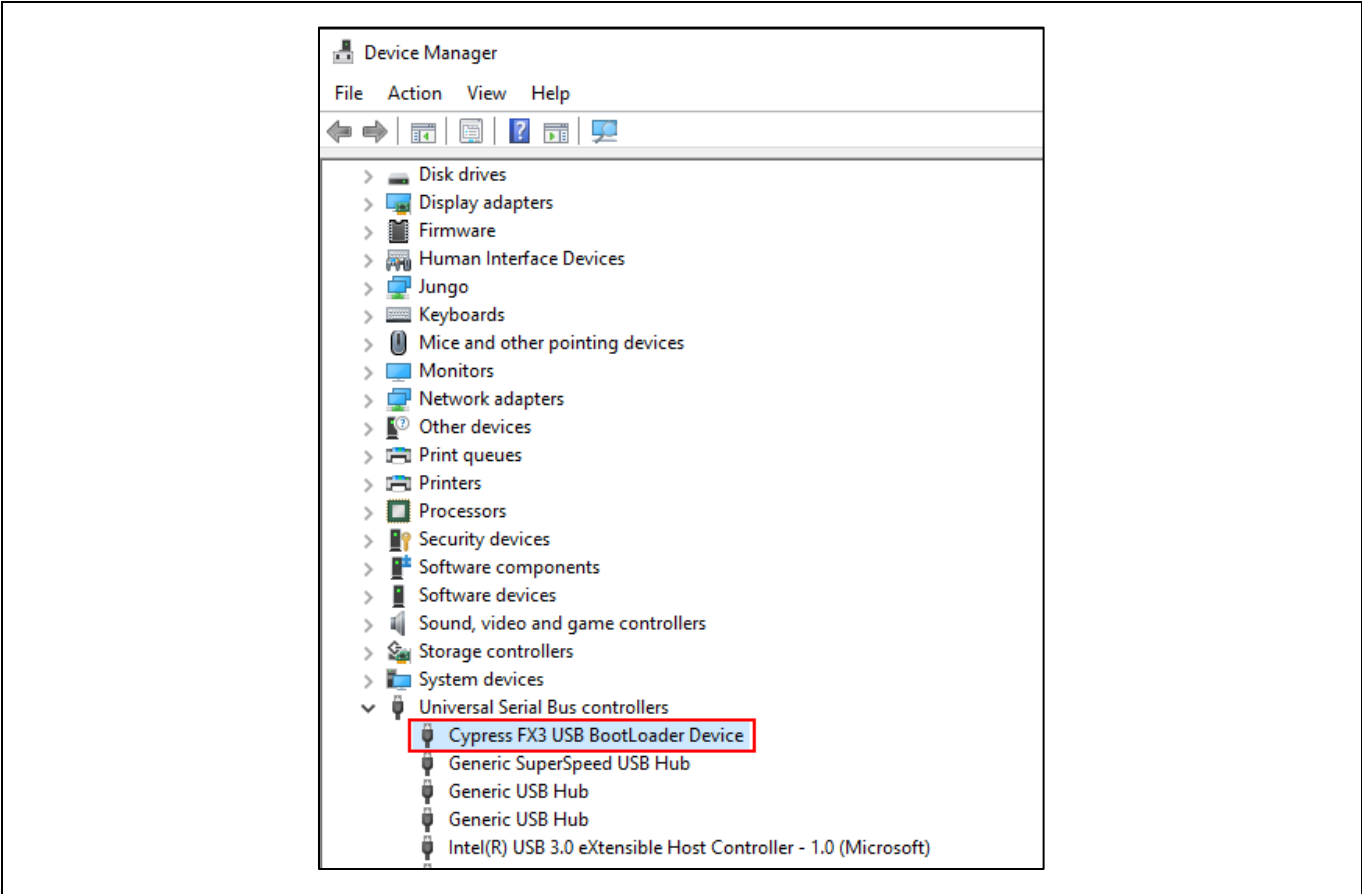 Device Manager
File Action View Help
Disk drives
Display adapters
Firmware
Human Interface Devices
Jungo
Keyboards
Mice and other pointing devices
Monitors
Network adapters
Other devices
Print queues
Printers
Processors
Security devices
Software components
Software devices
Sound, video and game controllers
Storage controllers
System devices
Universal Serial Bus controllers
Cypress FX3 USB BootLoader Device
Generic SuperSpeed USB Hub
Generic USB Hub
Generic USB Hub
Intel(R) USB 3.0 eXtensible Host Controller - 1.0 (Microsoft)